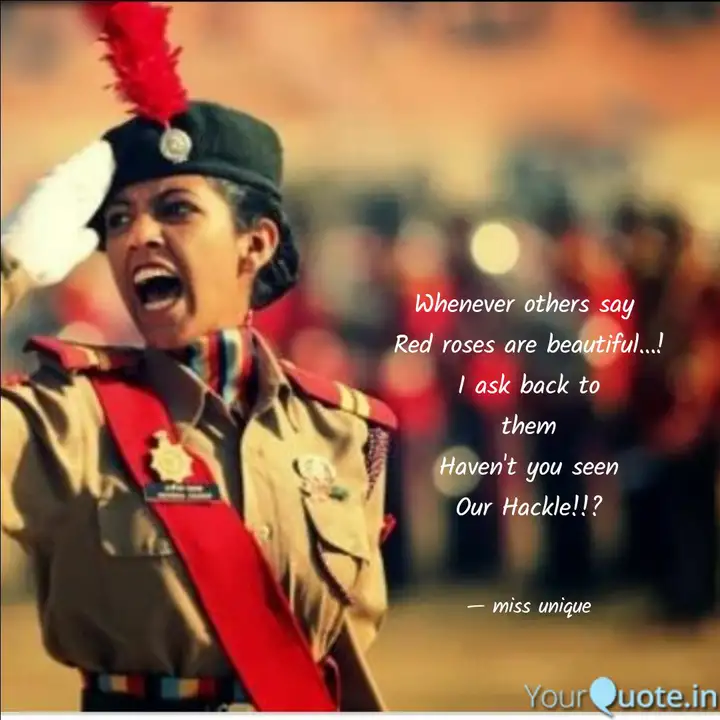 Whenever others say
Red roses are beautiful...!
I ask back to
them
Haven't you seen
Our Hackle!!?
— miss unique
YourQuote.in